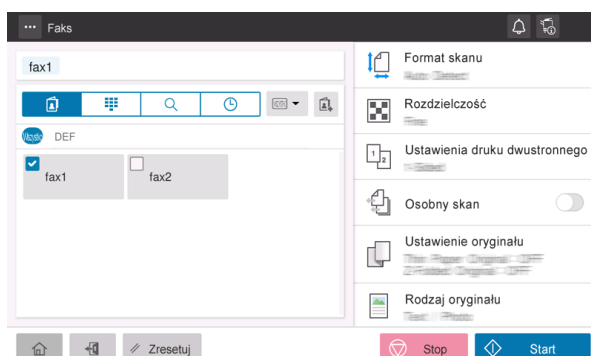 Faks
fax1
Wszystko
DEF
fax1
fax2
Format skanu
Rozdzielczość
Ustawienia druku dwustronnego
Osobny skan
Ustawienie oryginału
Rodzaj oryginału
Zresetuj
Stop
Start